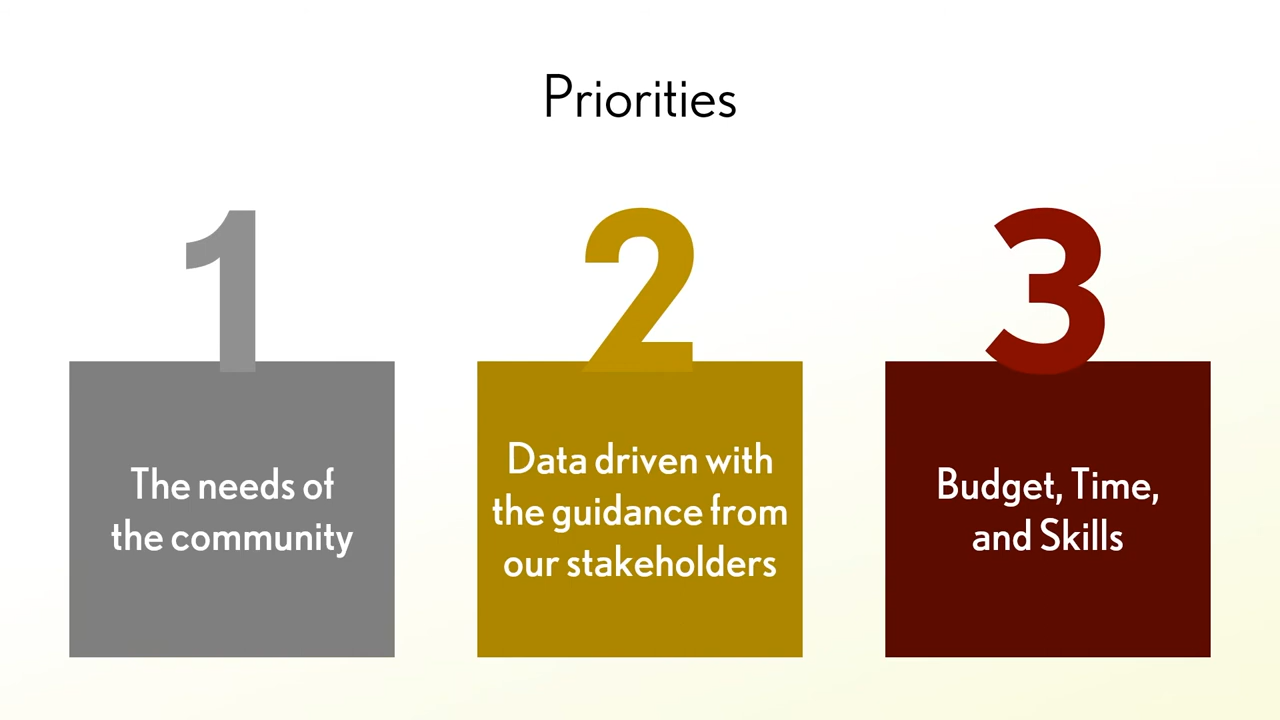 Priorities
1
The needs of
the community
2
Data driven with
the guidance from
our stakeholders
3
Budget, Time,
and Skills